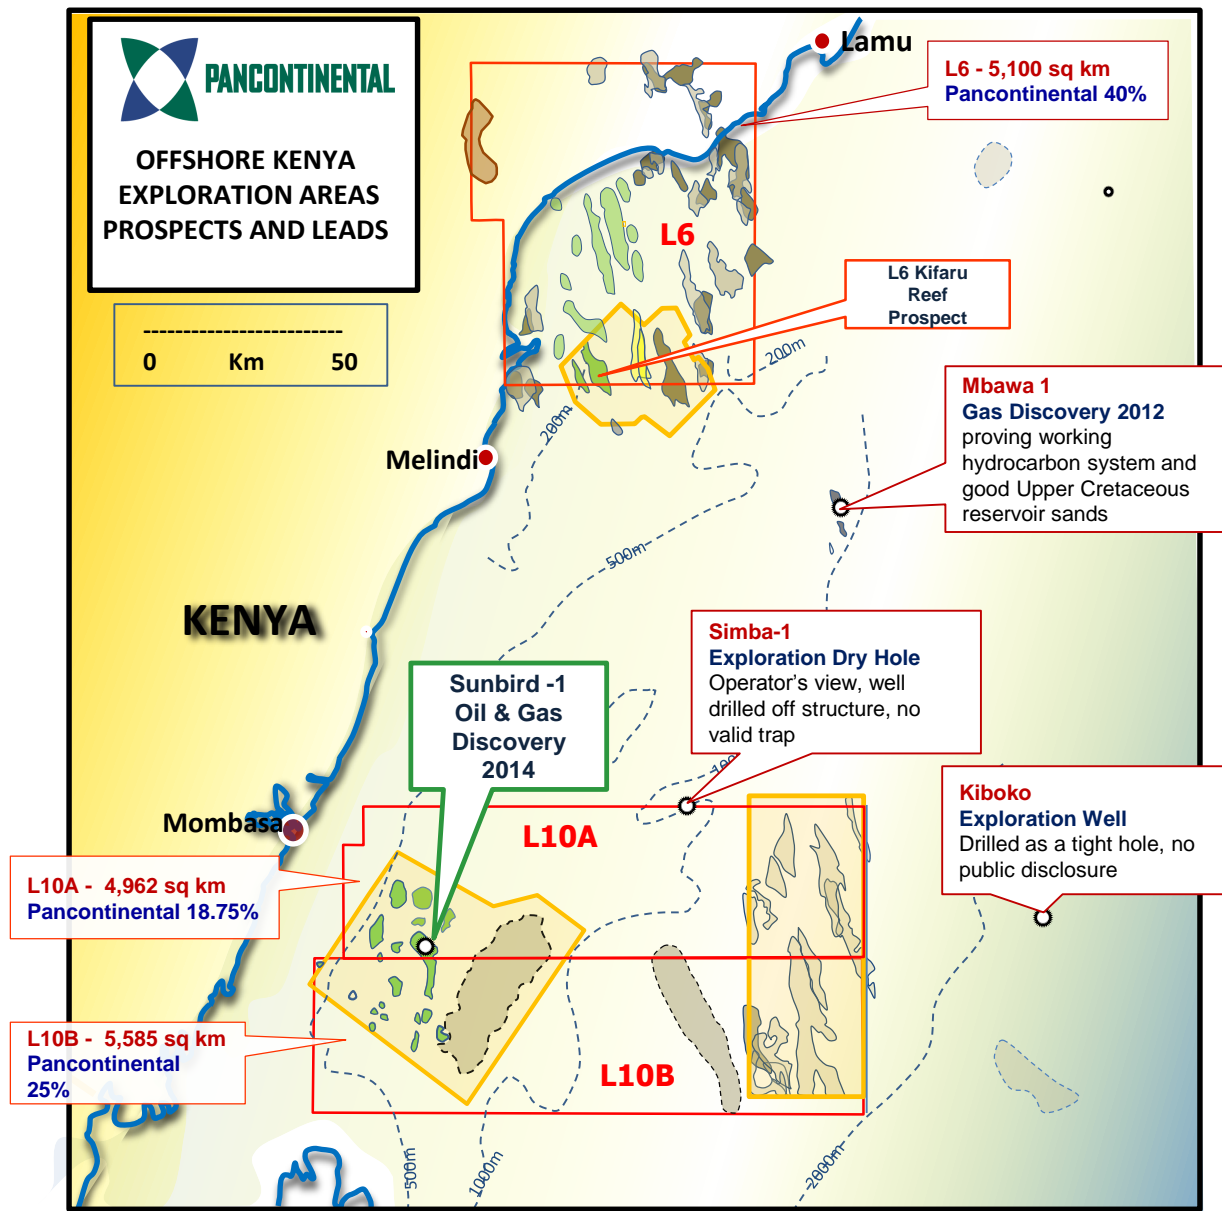 PANCONTINENTAL
OFFSHORE KENYA
EXPLORATION AREAS
PROSPECTS AND LEADS
-------------------------
0 Km 50
Lamu
L6 - 5,100 sq km
Pancontinental 40%
L6
L6 Kifaru
Reef
Prospect
200m
200m
Mbawa 1
Gas Discovery 2012
proving working
hydrocarbon system and
good Upper Cretaceous
reservoir sands
Melindi
500m
KENYA
Simba-1
Exploration Dry Hole
Operator's view, well
drilled off structure, no
valid trap
Sunbird -1
Oil & Gas
Discovery
2014
Kiboko
Exploration Well
Drilled as a tight hole, no
public disclosure
Mombasa
L10A
L10A - 4,962 sq km
Pancontinental 18.75%
L10B - 5,585 sq km
Pancontinental
25%
L10B
500m
1000m
2000m